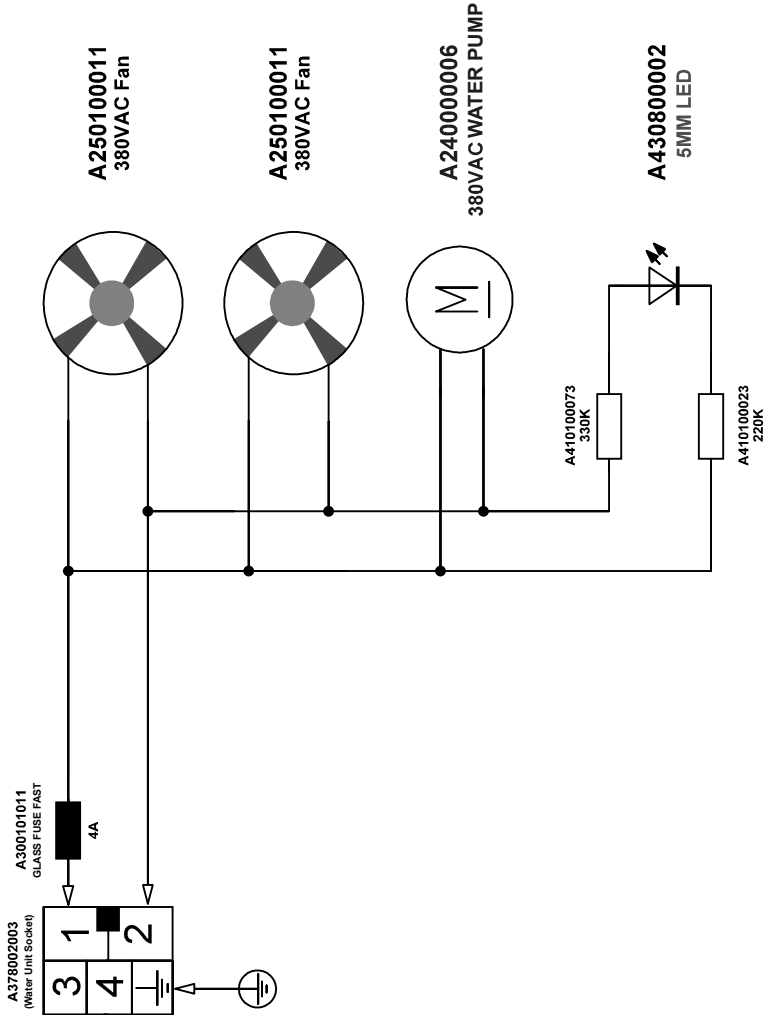 A250100011
380VAC Fan
A250100011
380VAC Fan
A240000006
380VAC WATER PUMP
A430800002
5MM LED
M
A410100073
330K
A410100023
220K
A300101011
GLASS FUSE FAST
4A
A378002003
(Water Unit Socket)
1
2
3
4